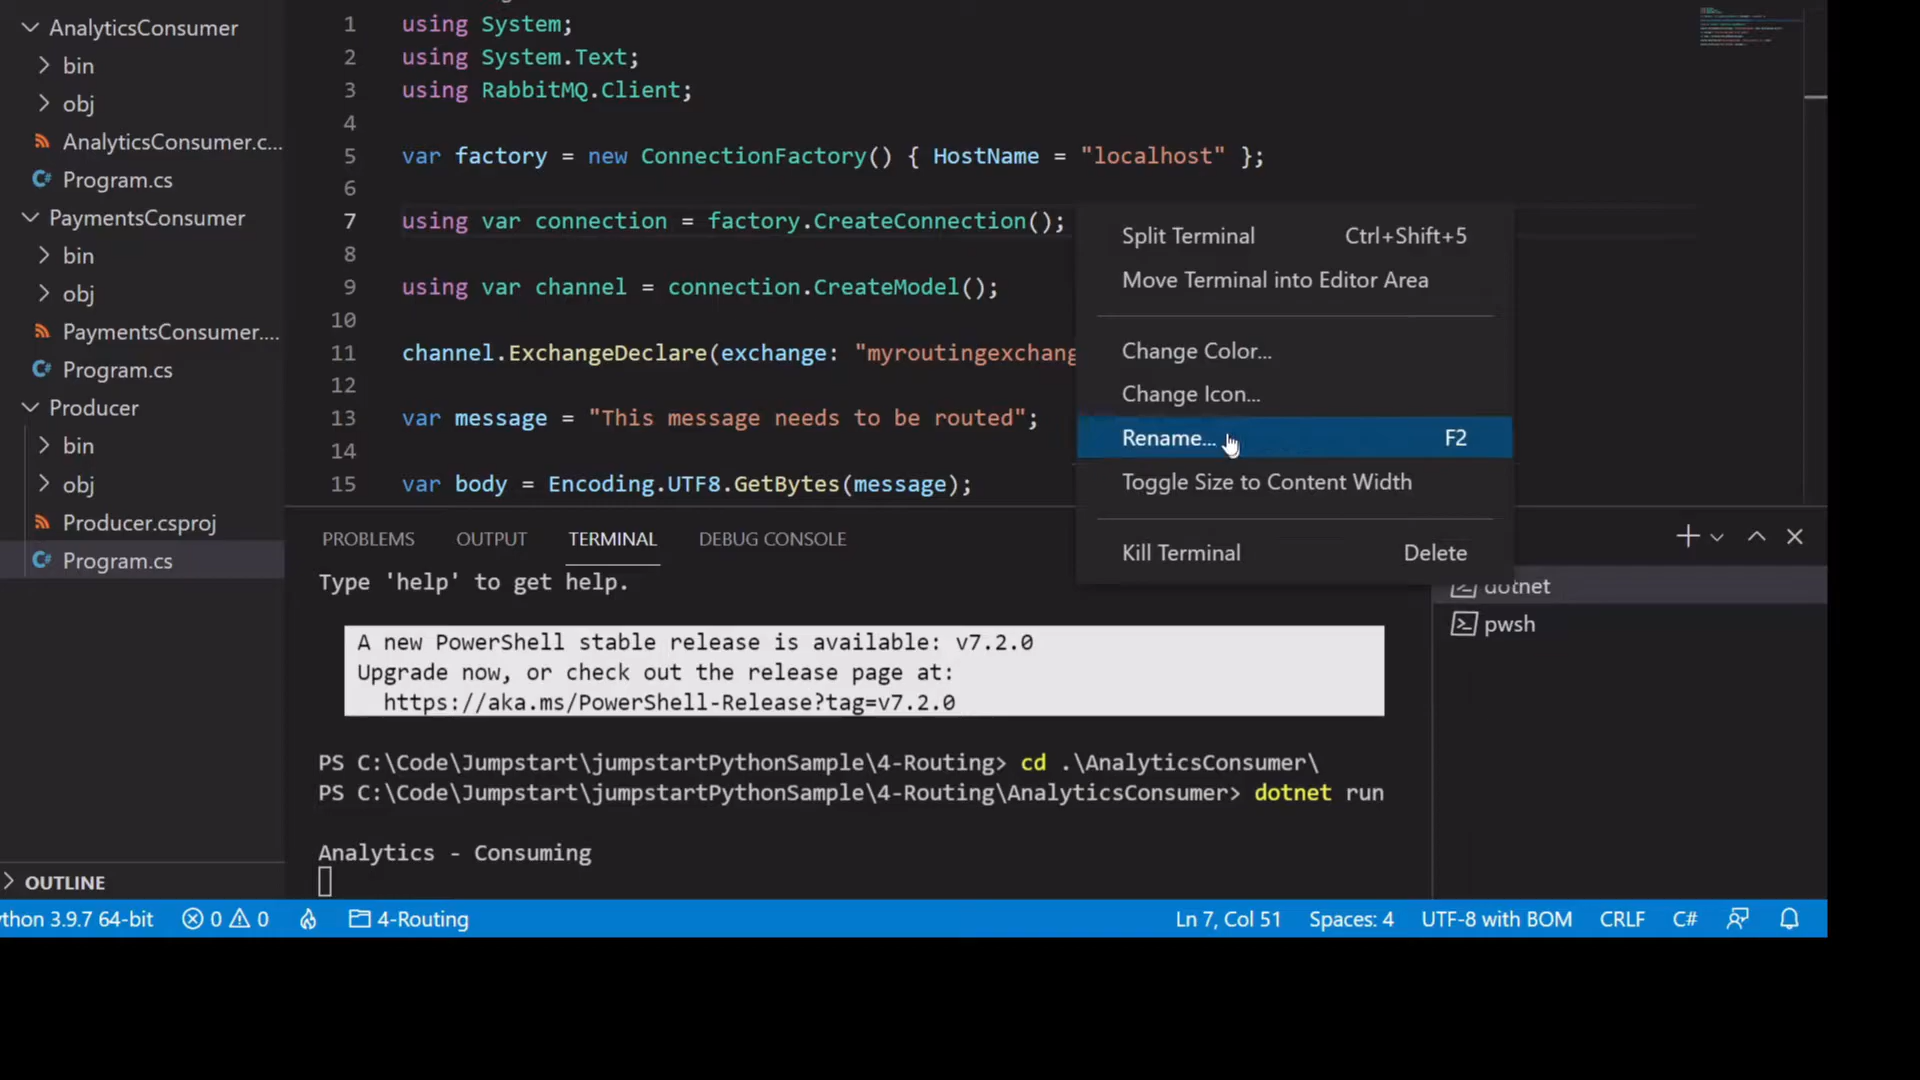 AnalyticsConsumer
bin
obj
AnalyticsConsumer.c...
Program.cs
PaymentsConsumer
bin
obj
PaymentsConsumer....
Program.cs
Producer
bin
obj
Producer.csproj
Program.cs
OUTLINE
1 using System;
2 using System.Text;
3 using RabbitMQ.Client;
4
5 var factory = new ConnectionFactory() { HostName = "localhost" };
6
7 using var connection = factory.CreateConnection();
8
9 using var channel = connection.CreateModel();
10
11 channel.ExchangeDeclare(exchange: "myroutingexchang
12
13 var message = "This message needs to be routed";
14
15 var body = Encoding.UTF8.GetBytes(message);
Split Terminal Ctrl+Shift+5
Move Terminal into Editor Area
Change Color...
Change Icon...
Rename... F2
Toggle Size to Content Width
Kill Terminal Delete
PROBLEMS OUTPUT TERMINAL DEBUG CONSOLE
Type 'help' to get help.
A new PowerShell stable release is available: v7.2.0
Upgrade now, or check out the release page at:
https://aka.ms/PowerShell-Release?tag=v7.2.0
PS C:\Code\Jumpstart\jumpstartPythonSample\4-Routing> cd .\AnalyticsConsumer\
PS C:\Code\Jumpstart\jumpstartPythonSample\4-Routing\AnalyticsConsumer> dotnet run
Analytics - Consuming
dotnet
pwsh
ython 3.9.7 64-bit 0 0 4-Routing Ln 7, Col 51 Spaces: 4 UTF-8 with BOM CRLF C#